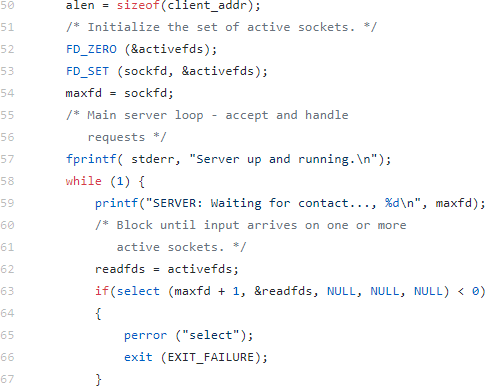 50 alen = sizeof(client_addr);
51 /* Initialize the set of active sockets. */
52 FD_ZERO (&activefds);
53 FD_SET (sockfd, &activefds);
54 maxfd = sockfd;
55 /* Main server loop - accept and handle
56 requests */
57 fprintf( stderr, "Server up and running.\n");
58 while (1) {
59 printf("SERVER: Waiting for contact..., %d\n", maxfd);
60 /* Block until input arrives on one or more
61 active sockets. */
62 readfds = activefds;
63 if(select (maxfd + 1, &readfds, NULL, NULL, NULL) < 0)
64 {
65 perror ("select");
66 exit (EXIT_FAILURE);
67 }